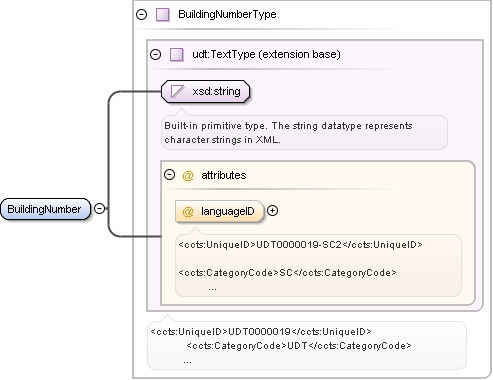 BuildingNumberType
udt:TextType (extension base)
xsd:string
Built-in primitive type. The string datatype represents
character strings in XML.
@ attributes
BuildingNumber
@ languageID
<ccts:UniqueID>UDT0000019-SC2</ccts:UniqueID>
<ccts:CategoryCode>SC</ccts:CategoryCode>
...
<ccts:UniqueID>UDT0000019</ccts:UniqueID>
<ccts:CategoryCode>UDT</ccts:CategoryCode>
...